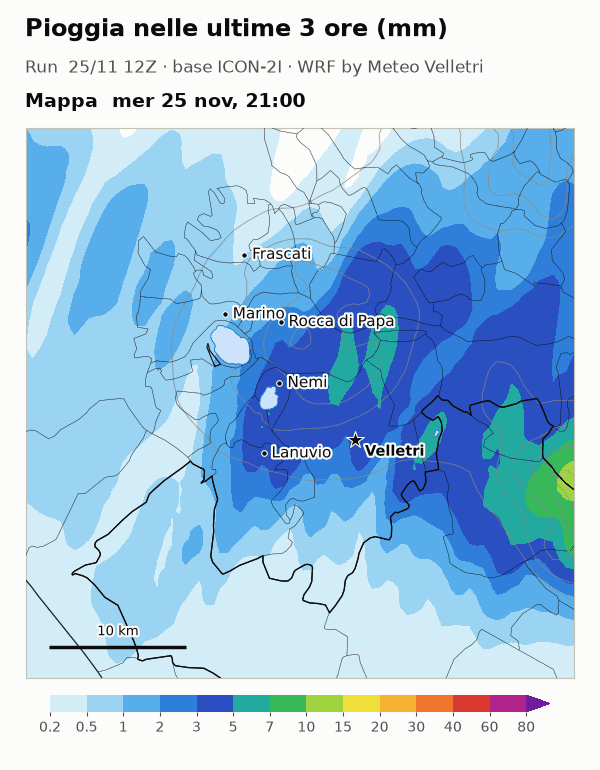 Pioggia nelle ultime 3 ore (mm)
Run 25/11 12Z · base ICON-2I · WRF by Meteo Velletri
Mappa mer 25 nov, 21:00
Frascati
Marino
Rocca di Papa
Nemi
Velletri
Lanuvio
10 km
0.2 0.5 1 2 3 5 7 10 15 20 30 40 60 80